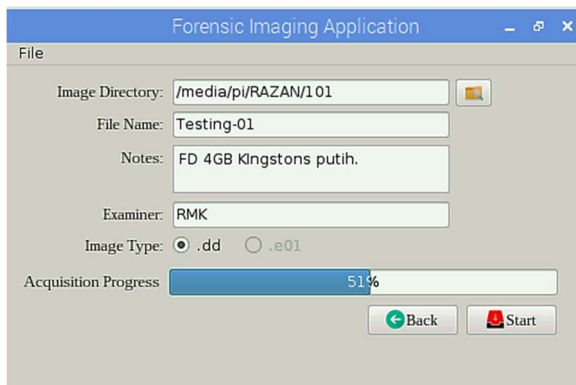 Forensic Imaging Application
File
Image Directory: /media/pi/RAZAN/101
File Name: Testing-01
Notes: FD 4GB KIngstons putih.
Examiner: RMK
Image Type: .dd .e01
Acquisition Progress 51%
Back Start